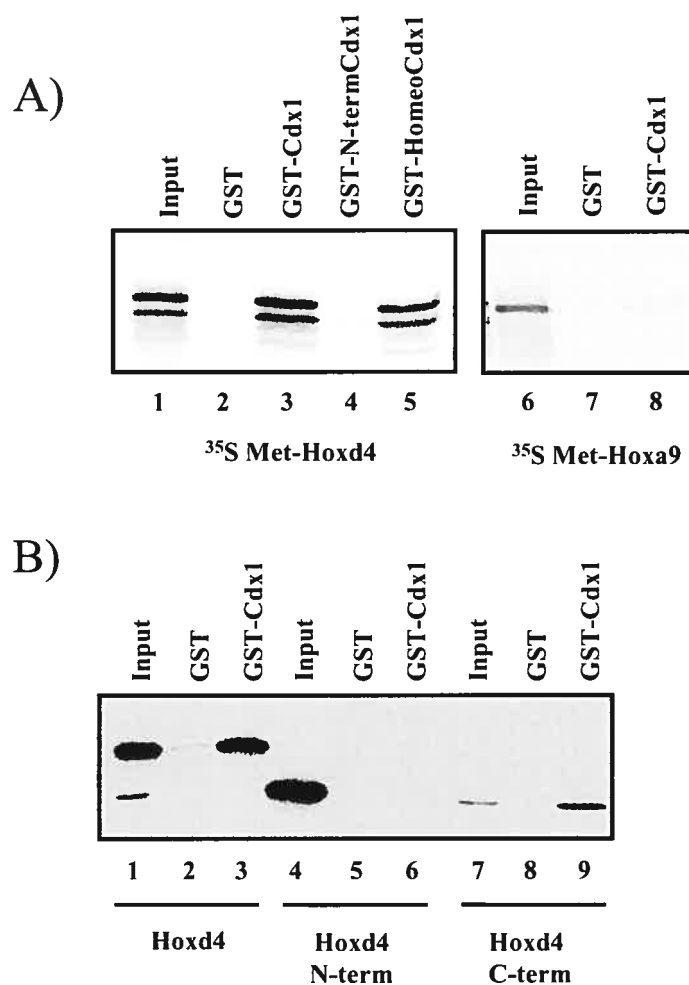 A)
Input
GST
GST-Cdx1
GST-N-termCdx1
GST-HomeoCdx1
Input
GST
GST-Cdx1
1 2 3 4 5 6 7 8
³⁵S Met-Hoxd4 ³⁵S Met-Hoxa9
B)
Input
GST
GST-Cdx1
Input
GST
GST-Cdx1
Input
GST
GST-Cdx1
1 2 3 4 5 6 7 8 9
Hoxd4 Hoxd4 Hoxd4
N-term C-term